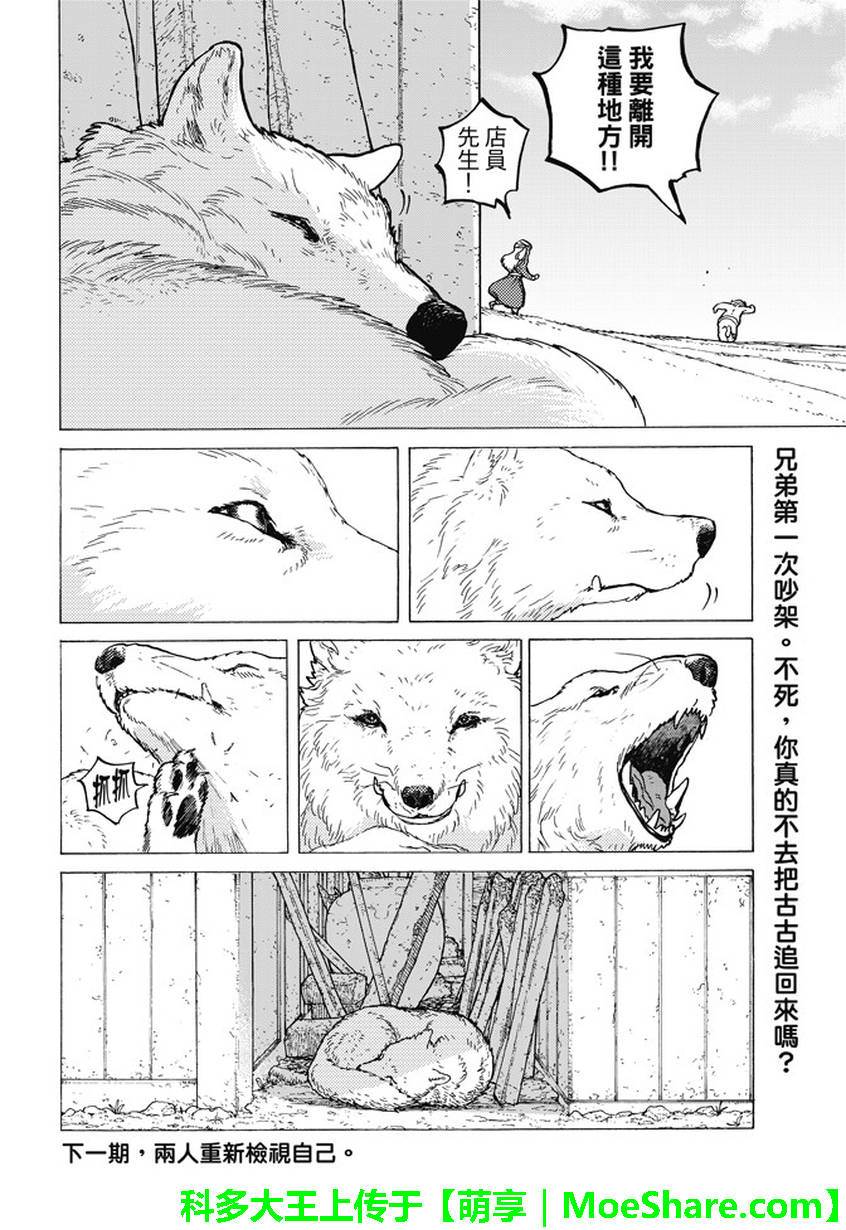 我要離開
這種地方!!
店員
先生!
兄弟第一次吵架。不死，你真的不去把古古追回來嗎？
抓抓
下一期，兩人重新檢視自己。
科多大王上传于【萌享｜MoeShare.com】